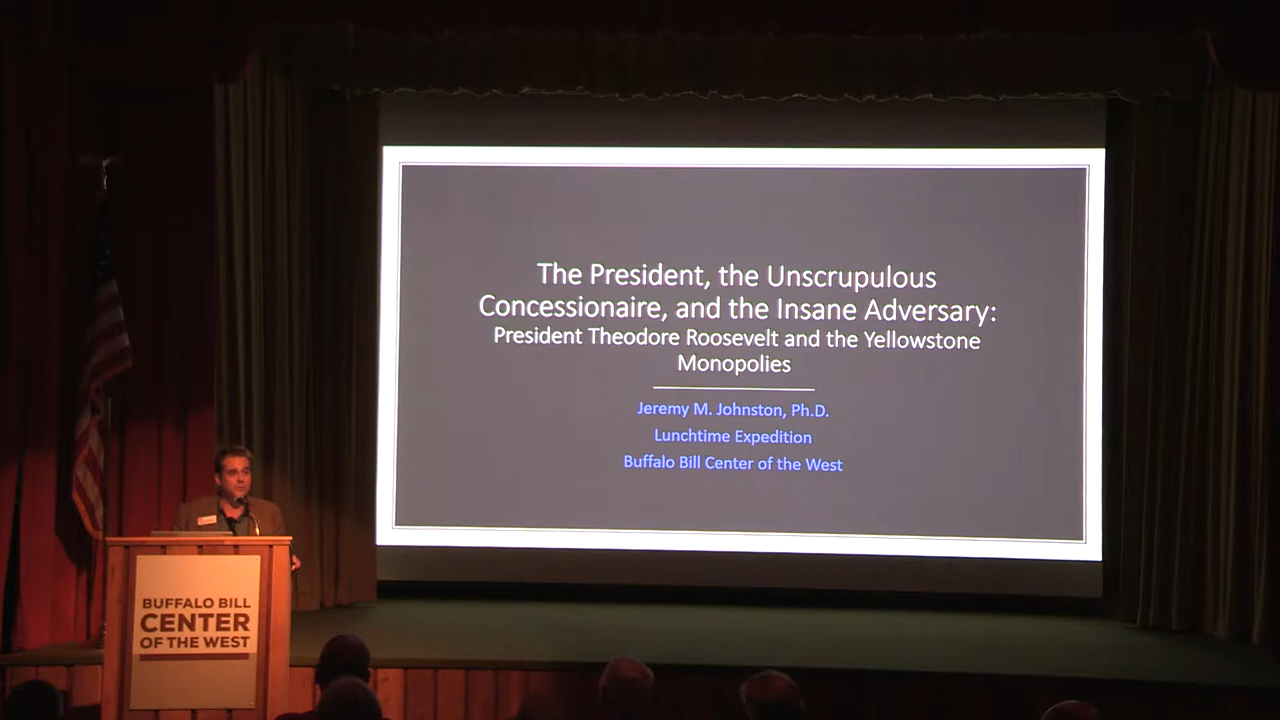 The President, the Unscrupulous
Concessionaire, and the Insane Adversary:
President Theodore Roosevelt and the Yellowstone
Monopolies
Jeremy M. Johnston, Ph.D.
Lunchtime Expedition
Buffalo Bill Center of the West
BUFFALO BILL
CENTER
OF THE WEST